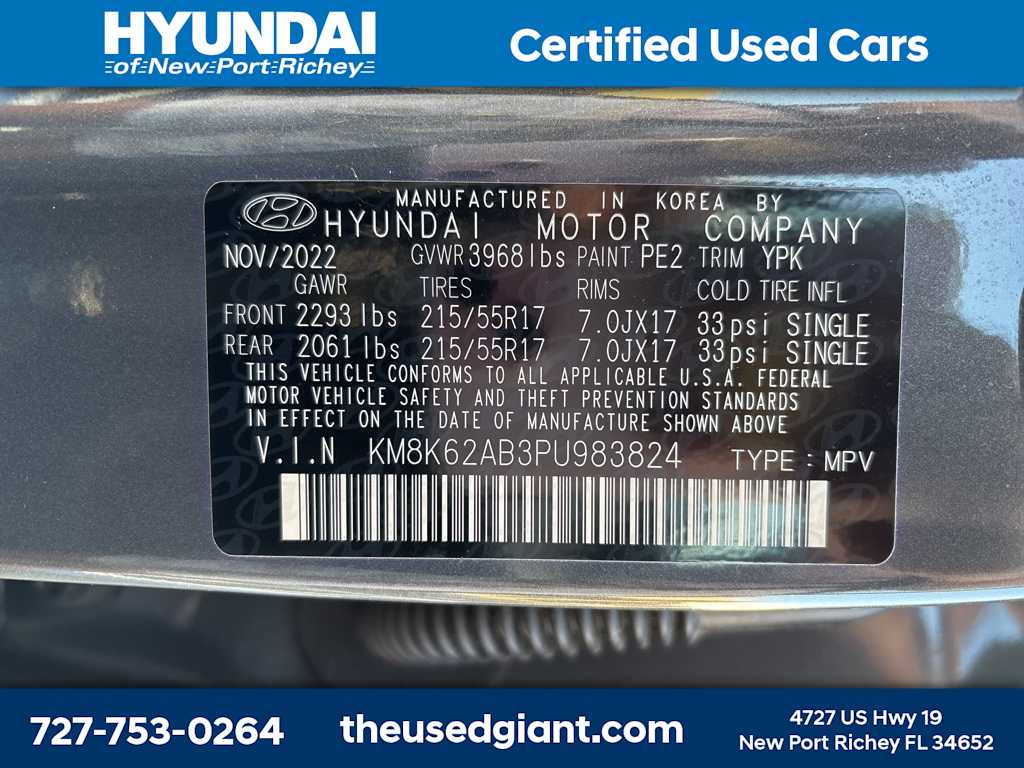 HYUNDAI
of New Port Richey
Certified Used Cars
MANUFACTURED IN KOREA BY
HYUNDAI MOTOR COMPANY
NOV/2022 GVWR 3968 lbs PAINT PE2 TRIM YPK
GAWR TIRES RIMS COLD TIRE INFL
FRONT 2293 lbs 215/55R17 7.0JX17 33psi SINGLE
REAR 2061 lbs 215/55R17 7.0JX17 33psi SINGLE
THIS VEHICLE CONFORMS TO ALL APPLICABLE U.S.A. FEDERAL
MOTOR VEHICLE SAFETY AND THEFT PREVENTION STANDARDS
IN EFFECT ON THE DATE OF MANUFACTURE SHOWN ABOVE
V.I.N KM8K62AB3PU983824 TYPE : MPV
727-753-0264
theusedgiant.com
4727 US Hwy 19
New Port Richey FL 34652